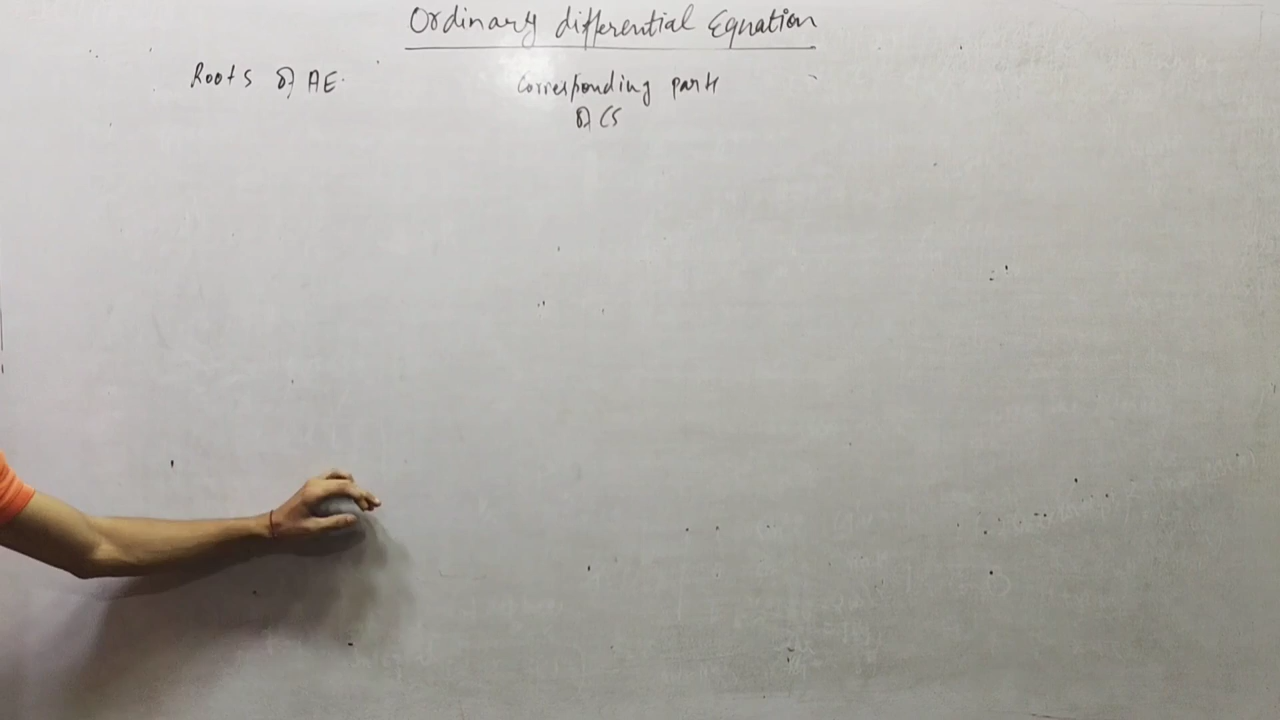 Ordinary differential Equation
Roots of AE.
Corresponding part
of CS